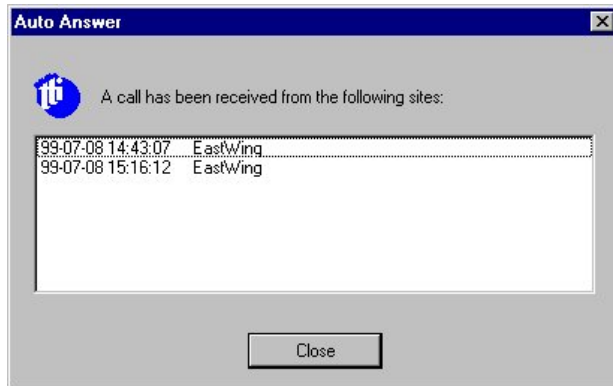 Auto Answer
A call has been received from the following sites:
99-07-08 14:43:07 EastWing
99-07-08 15:16:12 EastWing
Close